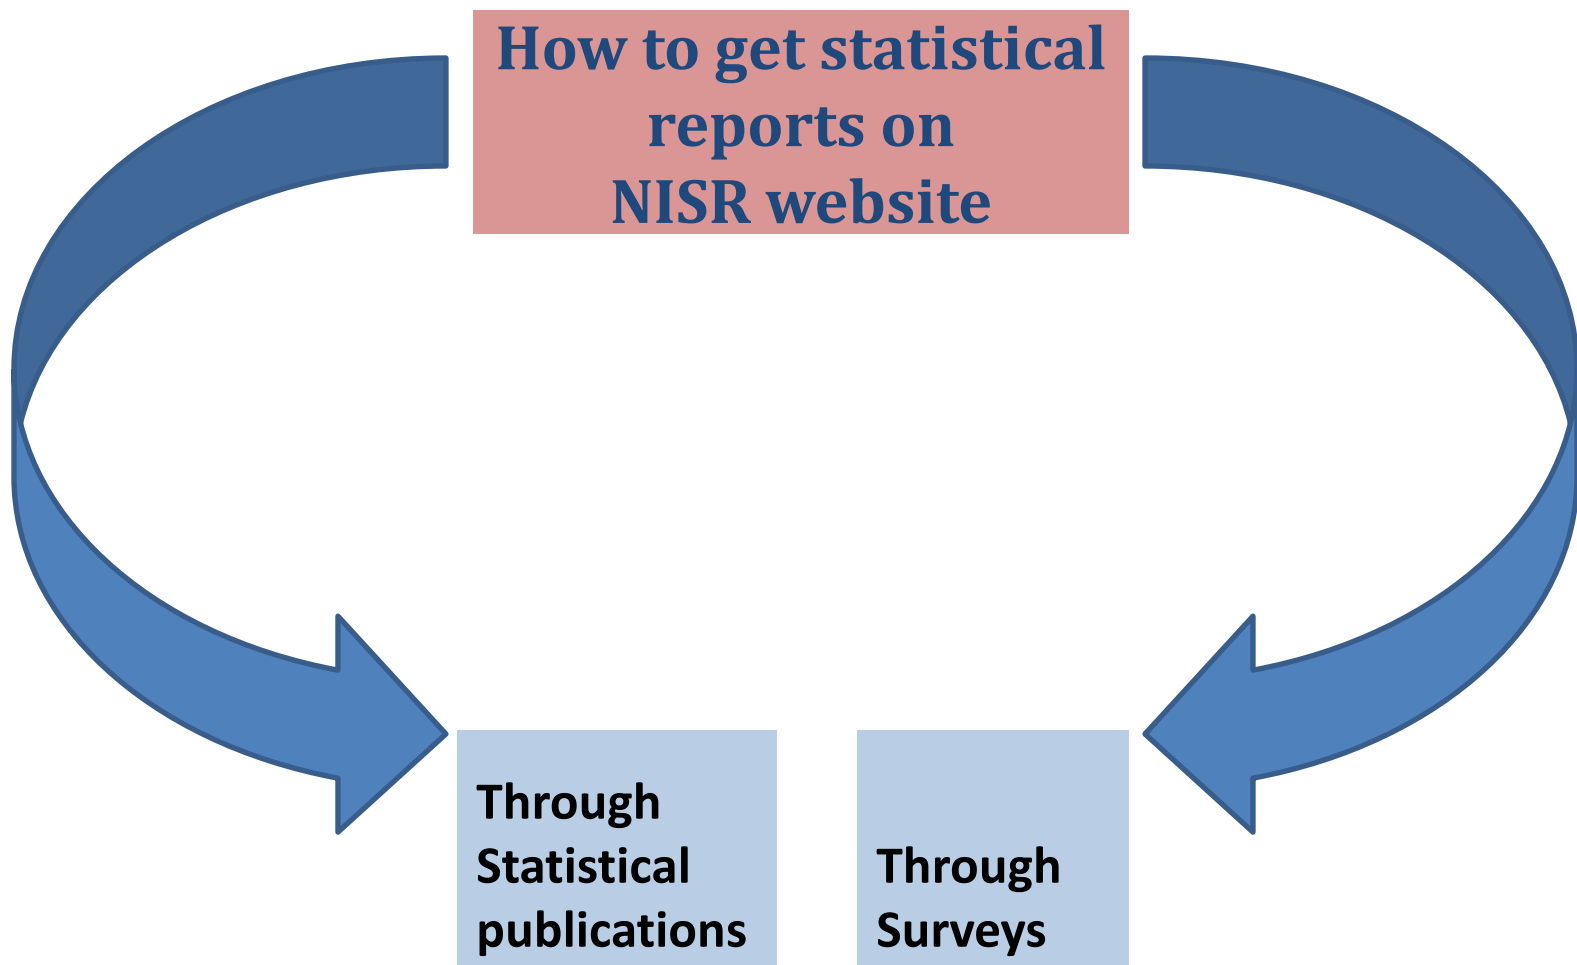 How to get statistical
reports on
NISR website
Through
Statistical
publications
Through
Surveys